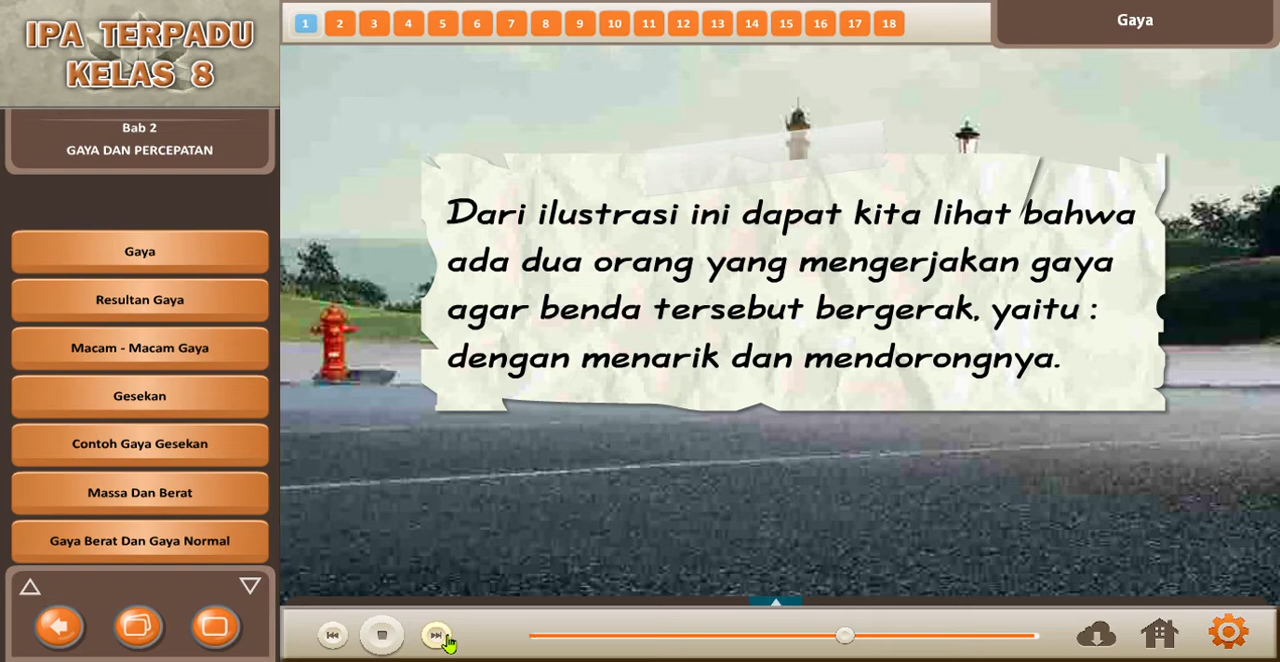 IPA TERPADU
KELAS 8
Bab 2
GAYA DAN PERCEPATAN
Gaya
Resultan Gaya
Macam - Macam Gaya
Gesekan
Contoh Gaya Gesekan
Massa Dan Berat
Gaya Berat Dan Gaya Normal
1 2 3 4 5 6 7 8 9 10 11 12 13 14 15 16 17 18
Gaya
Dari ilustrasi ini dapat kita lihat bahwa
ada dua orang yang mengerjakan gaya
agar benda tersebut bergerak, yaitu :
dengan menarik dan mendorongnya.